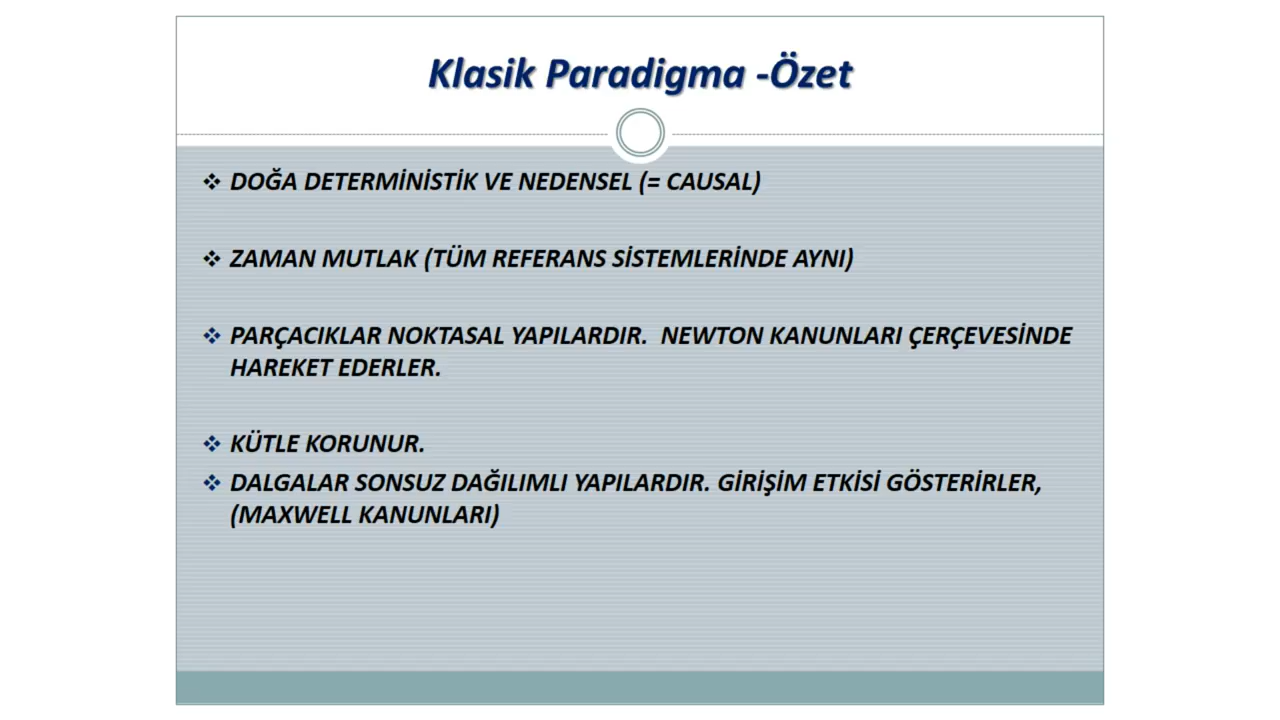 Klasik Paradigma -Özet
❖ DOĞA DETERMİNİSTİK VE NEDENSEL (= CAUSAL)
❖ ZAMAN MUTLAK (TÜM REFERANS SİSTEMLERİNDE AYNI)
❖ PARÇACIKLAR NOKTASAL YAPILARDIR.  NEWTON KANUNLARI ÇERÇEVESİNDE
HAREKET EDERLER.
❖ KÜTLE KORUNUR.
❖ DALGALAR SONSUZ DAĞILIMLI YAPILARDIR. GİRİŞİM ETKİSİ GÖSTERİRLER,
(MAXWELL KANUNLARI)